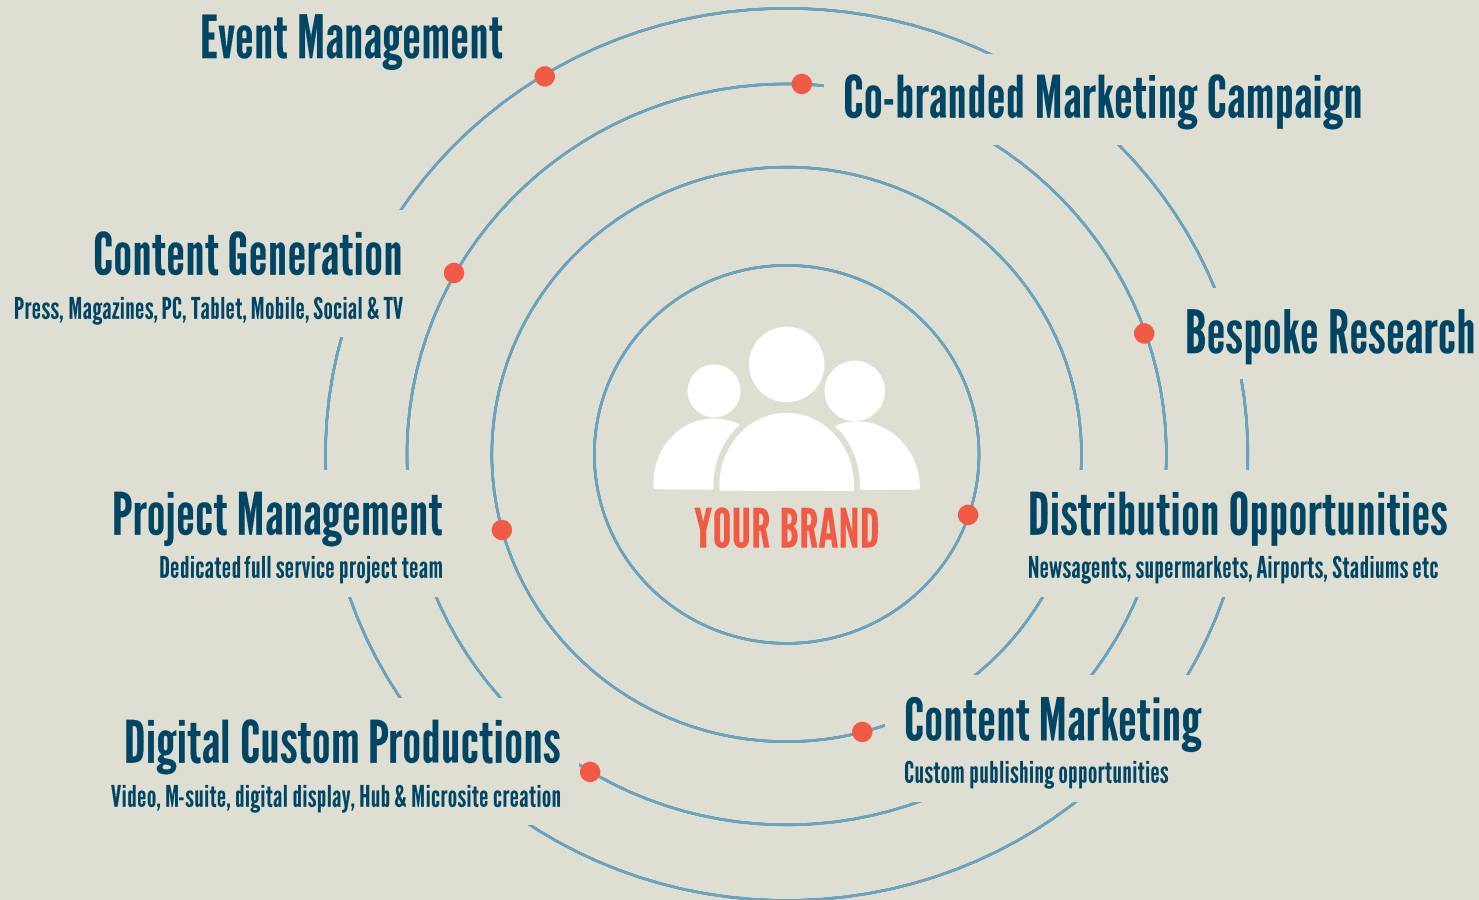 Event Management
Co-branded Marketing Campaign
Content Generation
Press, Magazines, PC, Tablet, Mobile, Social & TV
Bespoke Research
YOUR BRAND
Project Management
Dedicated full service project team
Distribution Opportunities
Newsagents, supermarkets, Airports, Stadiums etc
Digital Custom Productions
Video, M-suite, digital display, Hub & Microsite creation
Content Marketing
Custom publishing opportunities